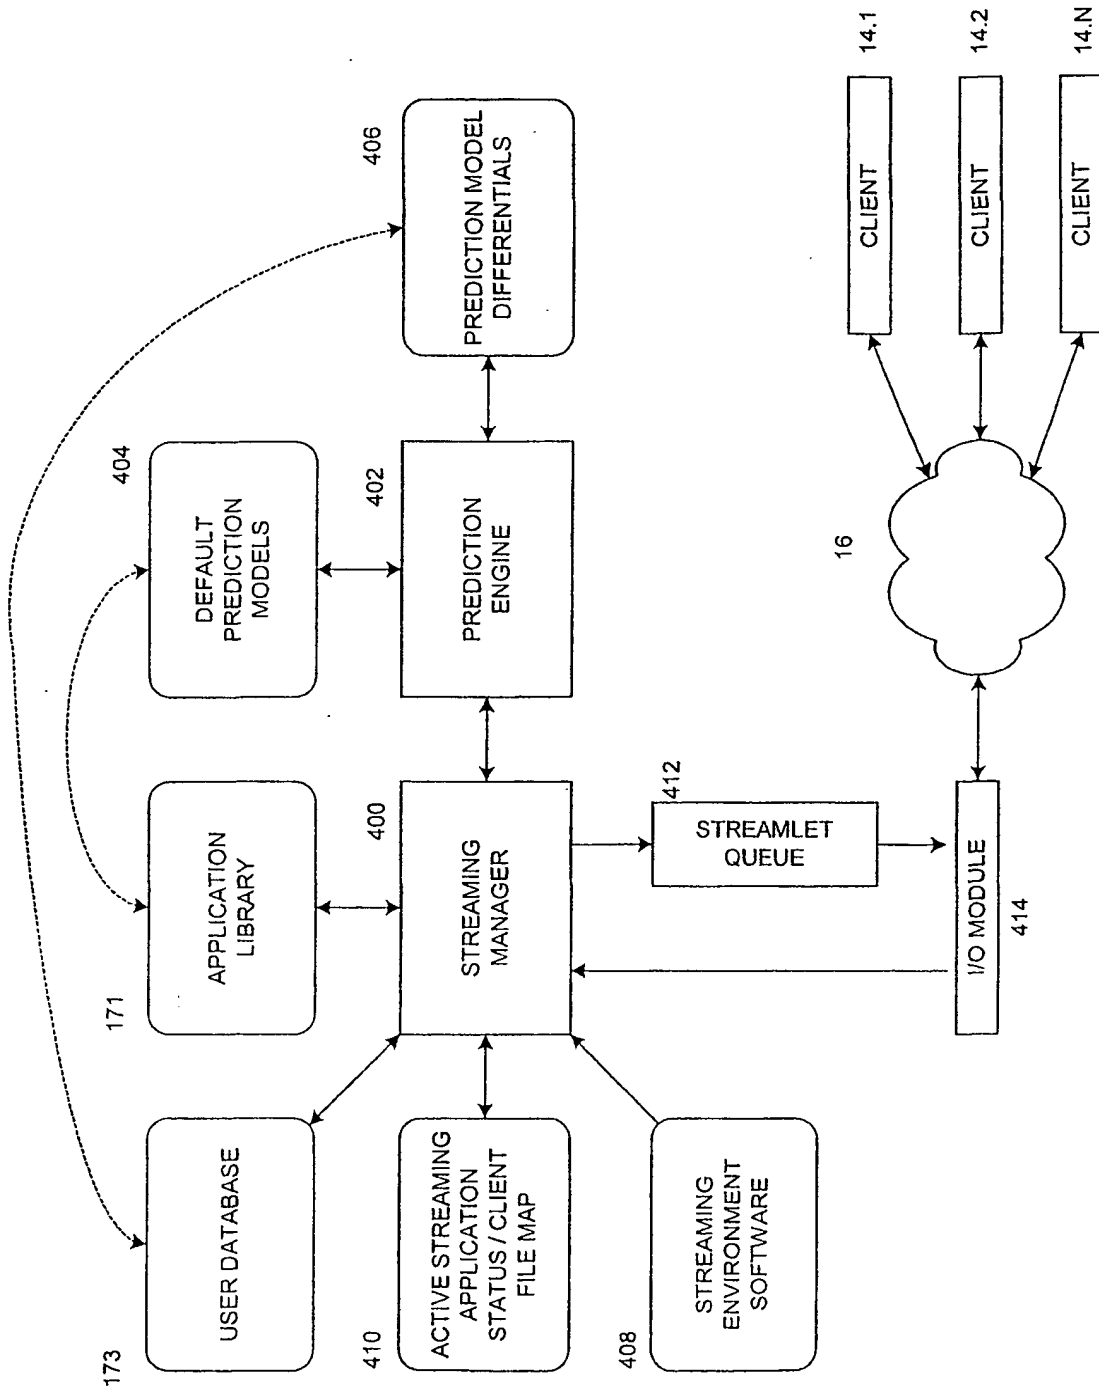 173
USER DATABASE
171
APPLICATION
LIBRARY
404
DEFAULT
PREDICTION
MODELS
410
ACTIVE STREAMING
APPLICATION
STATUS / CLIENT
FILE MAP
400
STREAMING
MANAGER
402
PREDICTION
ENGINE
406
PREDICTION MODEL
DIFFERENTIALS
408
STREAMING
ENVIRONMENT
SOFTWARE
412
STREAMLET
QUEUE
I/O MODULE
414
16
CLIENT
14.1
CLIENT
14.2
CLIENT
14.N